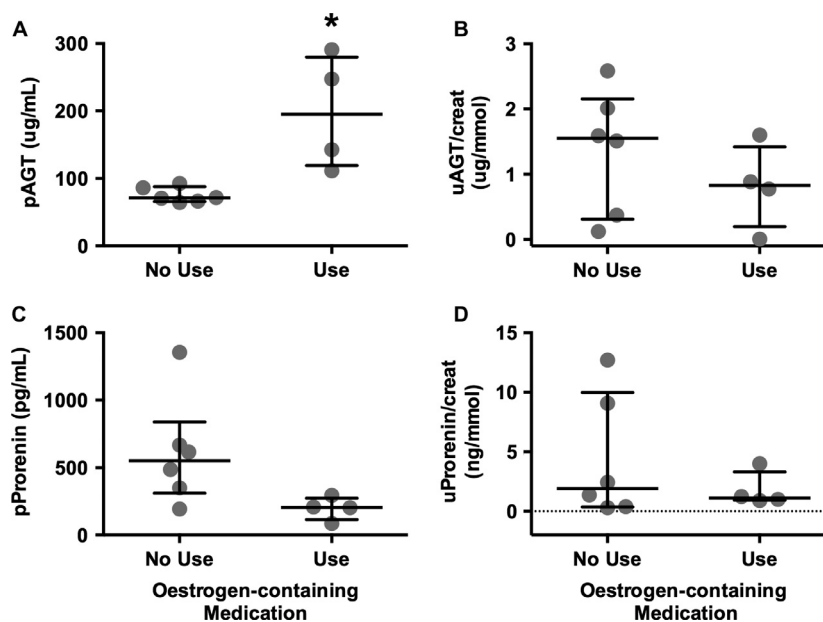 A
*
300
200
100
0
pAGT (ug/mL)
No Use
Use
B
3
2
1
0
uAGT/creat
(ug/mmol)
No Use
Use
C
1500
1000
500
0
pProrenin (pg/mL)
No Use
Use
Oestrogen-containing
Medication
D
15
10
5
0
uProrenin/creat
(ng/mmol)
No Use
Use
Oestrogen-containing
Medication